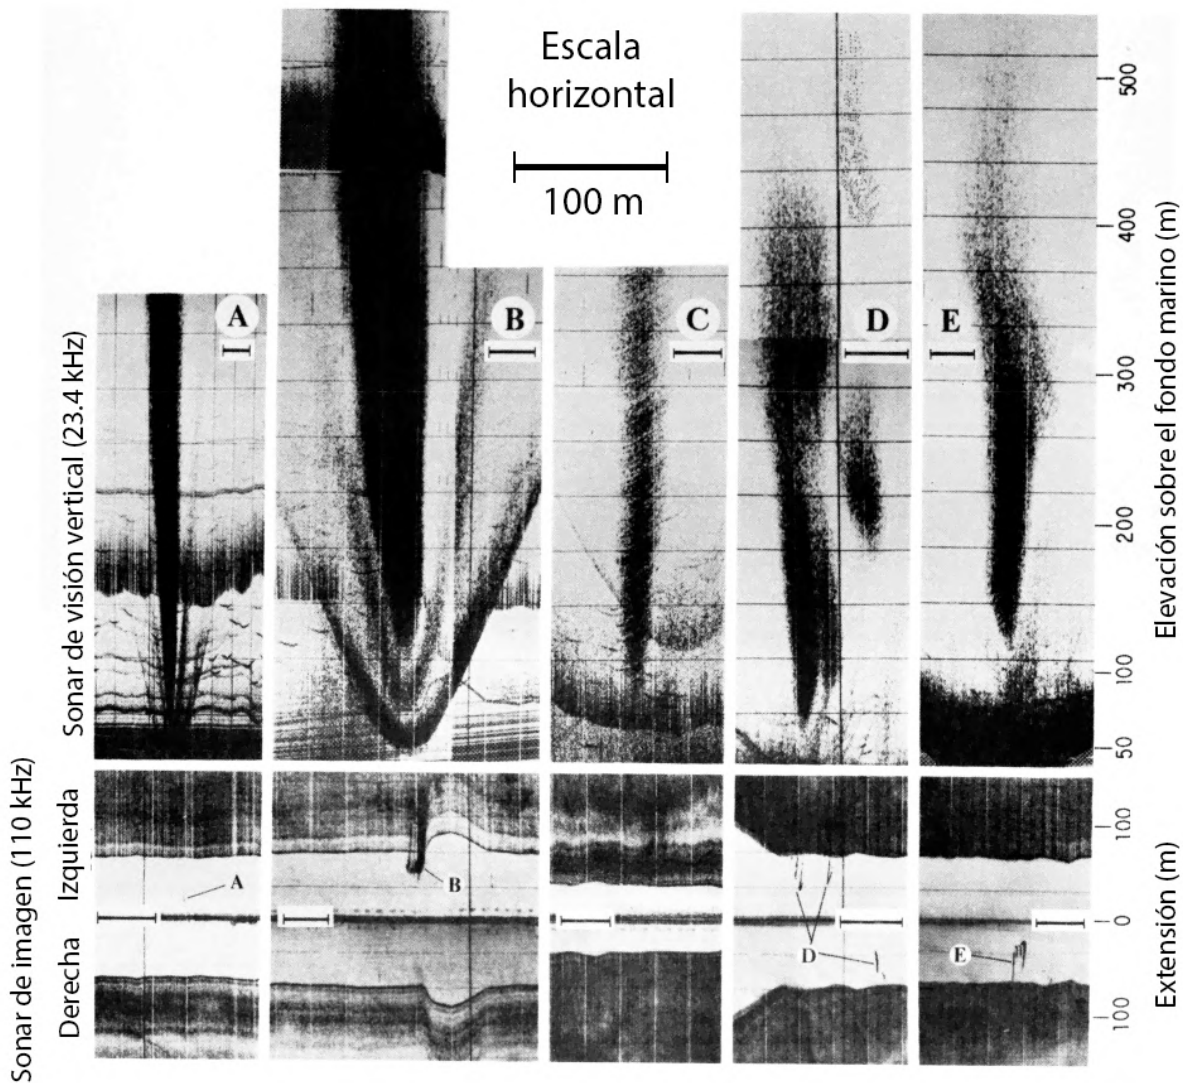 Escala
horizontal
100 m
A
B
C
D
E
Sonar de visión vertical (23.4 kHz)
500
400
300
200
100
50
Elevación sobre el fondo marino (m)
Sonar de imagen (110 kHz)
Izquierda
Derecha
A
B
D
E
100
0
100
Extensión (m)